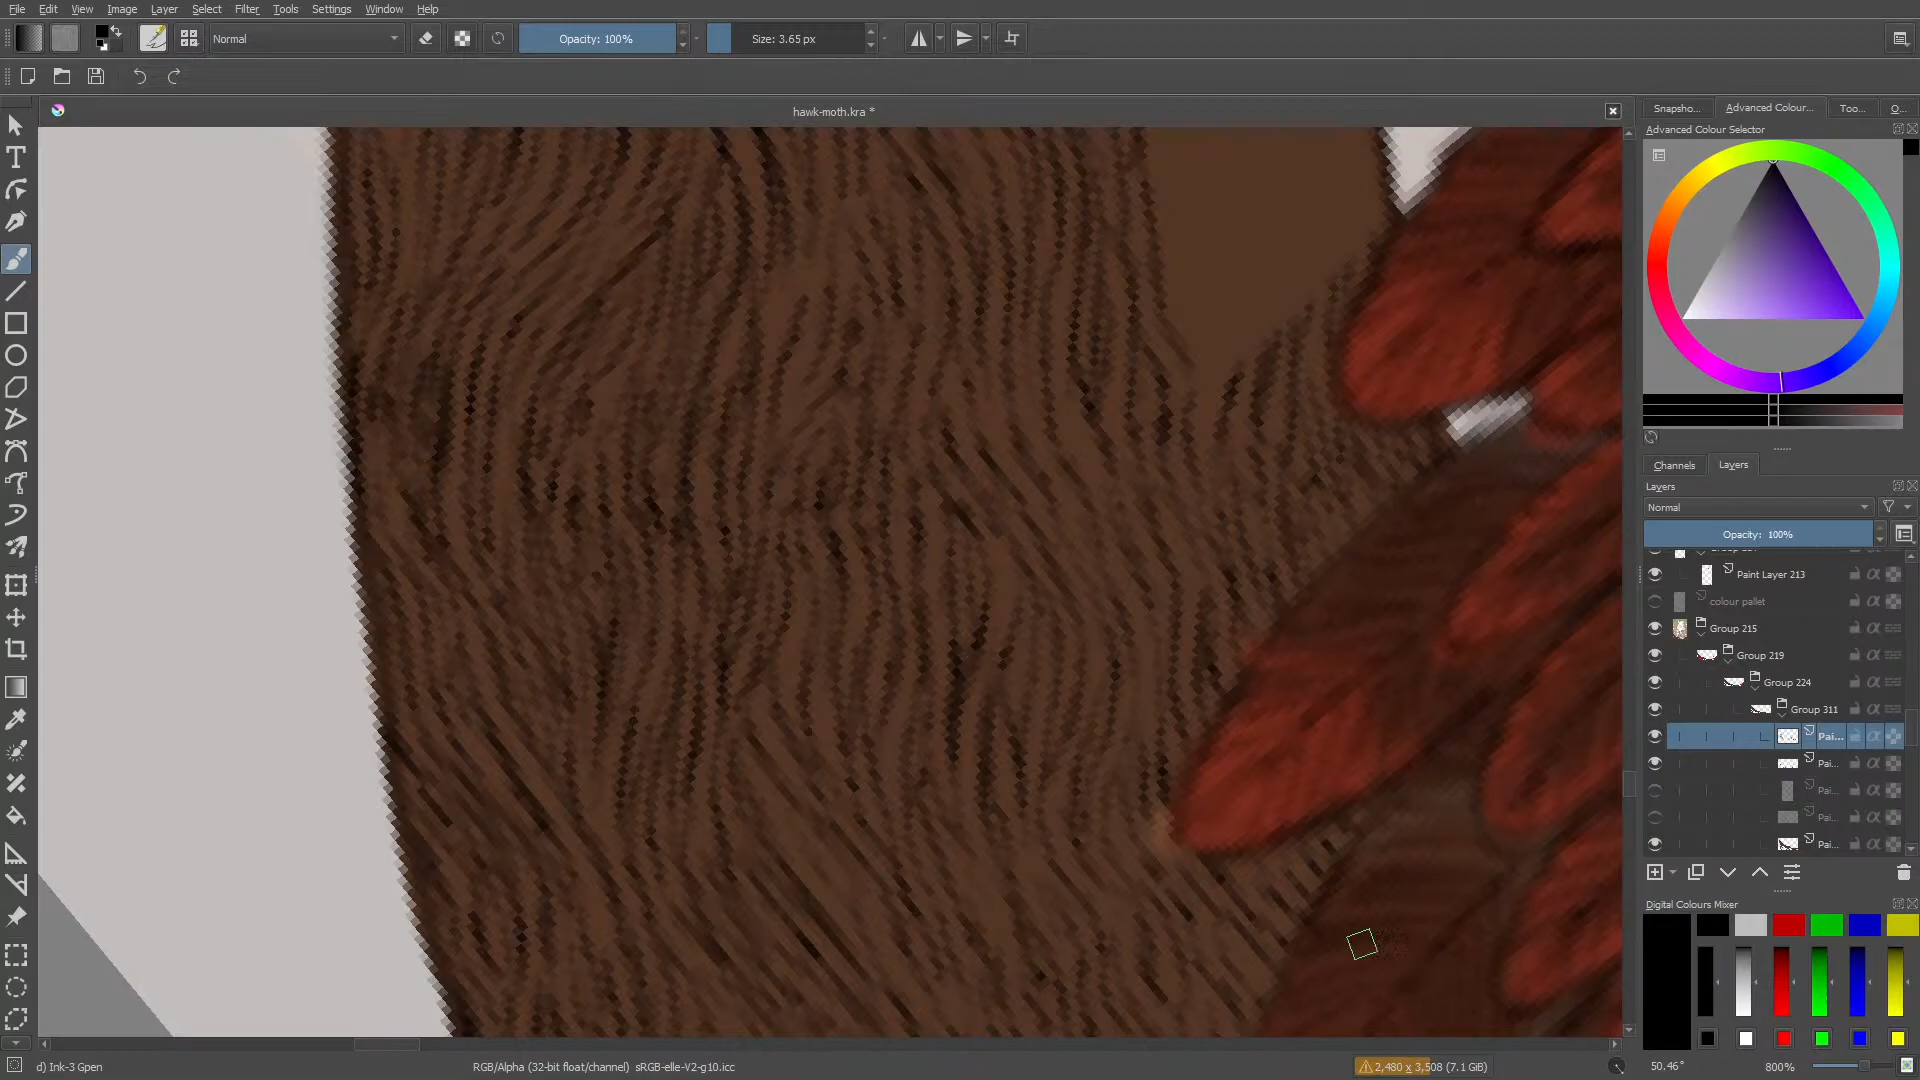 File Edit View Image Layer Select Filter Tools Settings Window Help
Normal
Opacity: 100%
Size: 3.65 px
hawk-moth.kra *
Snapsho...
Advanced Colour...
Too...
O...
Advanced Colour Selector
Channels
Layers
Layers
Normal
Opacity: 100%
Paint Layer 213
colour pallet
Group 215
Group 219
Group 224
Group 311
Pai...
Pai...
Pai...
Pai...
Pai...
Digital Colours Mixer
d) Ink-3 Gpen
RGB/Alpha (32-bit float/channel) sRGB-elle-V2-g10.icc
2,480 x 3,508 (7.1 GiB)
50.46°
800%